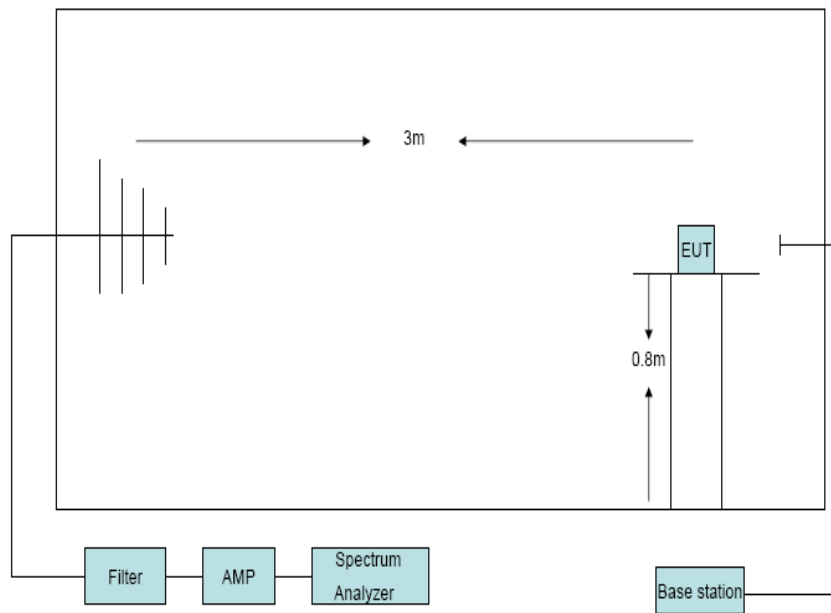 3m
EUT
0.8m
Filter
AMP
Spectrum
Analyzer
Base station